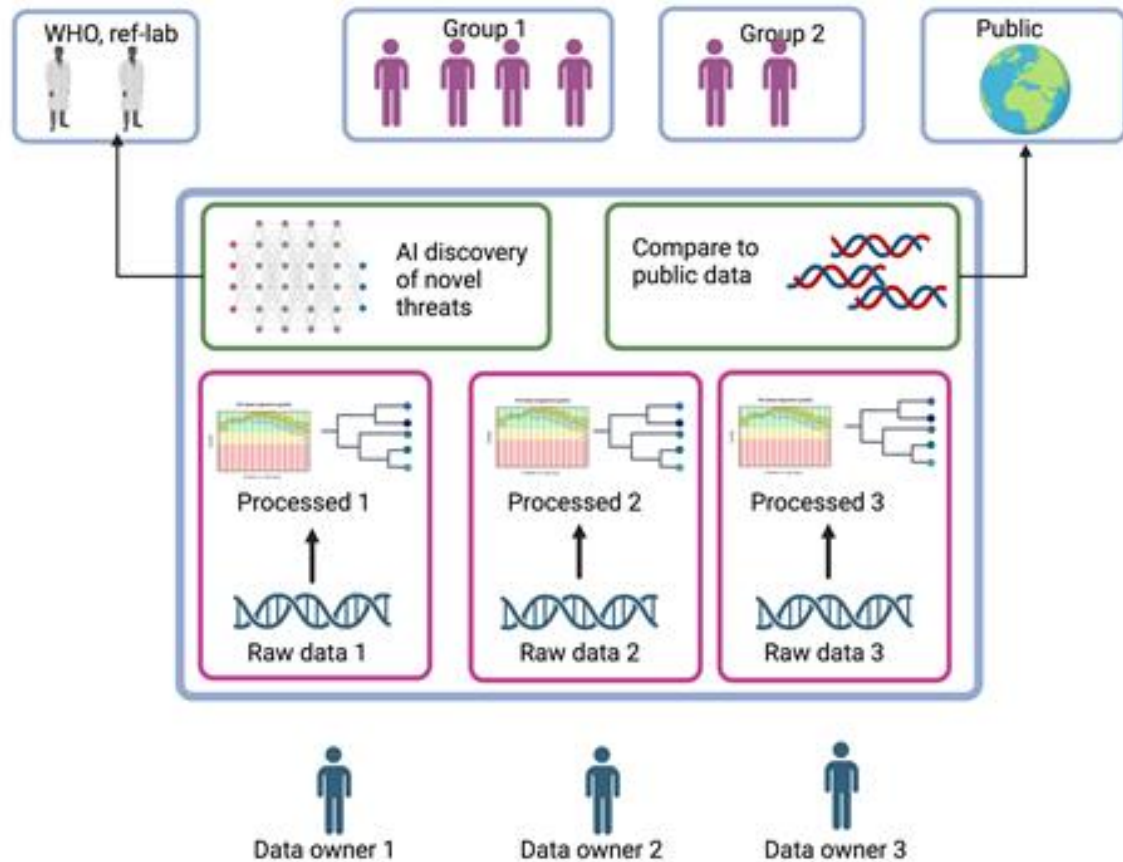 WHO, ref-lab
Group 1
Group 2
Public
AI discovery
of novel
threats
Compare to
public data
Processed 1
Processed 2
Processed 3
Raw data 1
Raw data 2
Raw data 3
Data owner 1
Data owner 2
Data owner 3